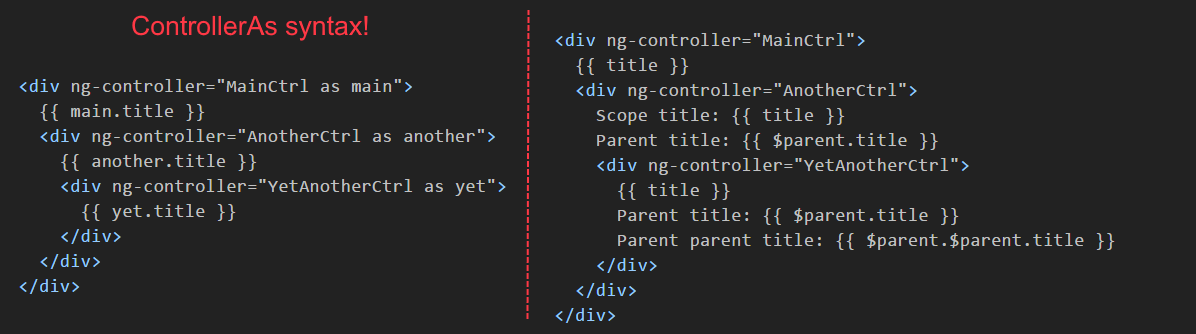 ControllerAs syntax!
<div ng-controller="MainCtrl as main">
  {{ main.title }}
  <div ng-controller="AnotherCtrl as another">
    {{ another.title }}
    <div ng-controller="YetAnotherCtrl as yet">
      {{ yet.title }}
    </div>
  </div>
</div>
<div ng-controller="MainCtrl">
  {{ title }}
  <div ng-controller="AnotherCtrl">
    Scope title: {{ title }}
    Parent title: {{ $parent.title }}
    <div ng-controller="YetAnotherCtrl">
      {{ title }}
      Parent title: {{ $parent.title }}
      Parent parent title: {{ $parent.$parent.title }}
    </div>
  </div>
</div>